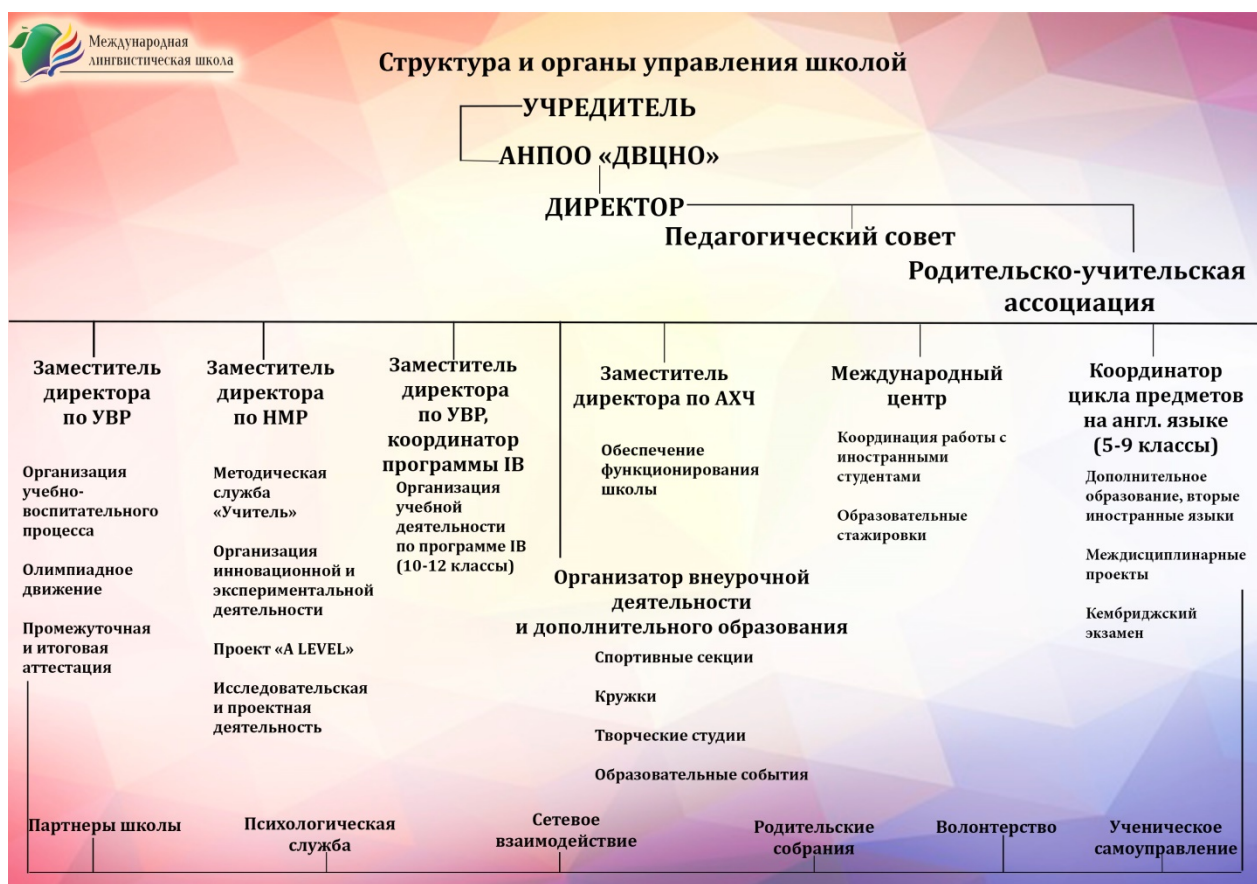 Международная
лингвистическая школа
Структура и органы управления школой
УЧРЕДИТЕЛЬ
АНПОО «ДВЦНО»
ДИРЕКТОР
Педагогический совет
Родительско-учительская
ассоциация
Заместитель
директора
по УВР
Организация
учебно-
воспитательного
процесса
Олимпиадное
движение
Промежуточная
и итоговая
аттестация
Заместитель
директора
по НМР
Методическая
служба
«Учитель»
Организация
инновационной и
экспериментальной
деятельности
Проект «A LEVEL»
Исследовательская
и проектная
деятельность
Заместитель
директора
по УВР,
координатор
программы IB
Организация
учебной
деятельности
по программе IB
(10-12 классы)
Организатор внеурочной
деятельности
и дополнительного образования
Спортивные секции
Кружки
Творческие студии
Образовательные события
Заместитель
директора по АХЧ
Обеспечение
функционирования
школы
Международный
центр
Координация работы с
иностранными
студентами
Образовательные
стажировки
Координатор
цикла предметов
на англ. языке
(5-9 классы)
Дополнительное
образование, вторые
иностранные языки
Междисциплинарные
проекты
Кембриджский
экзамен
Партнеры школы
Психологическая
служба
Сетевое
взаимодействие
Родительские
собрания
Волонтерство
Ученическое
самоуправление